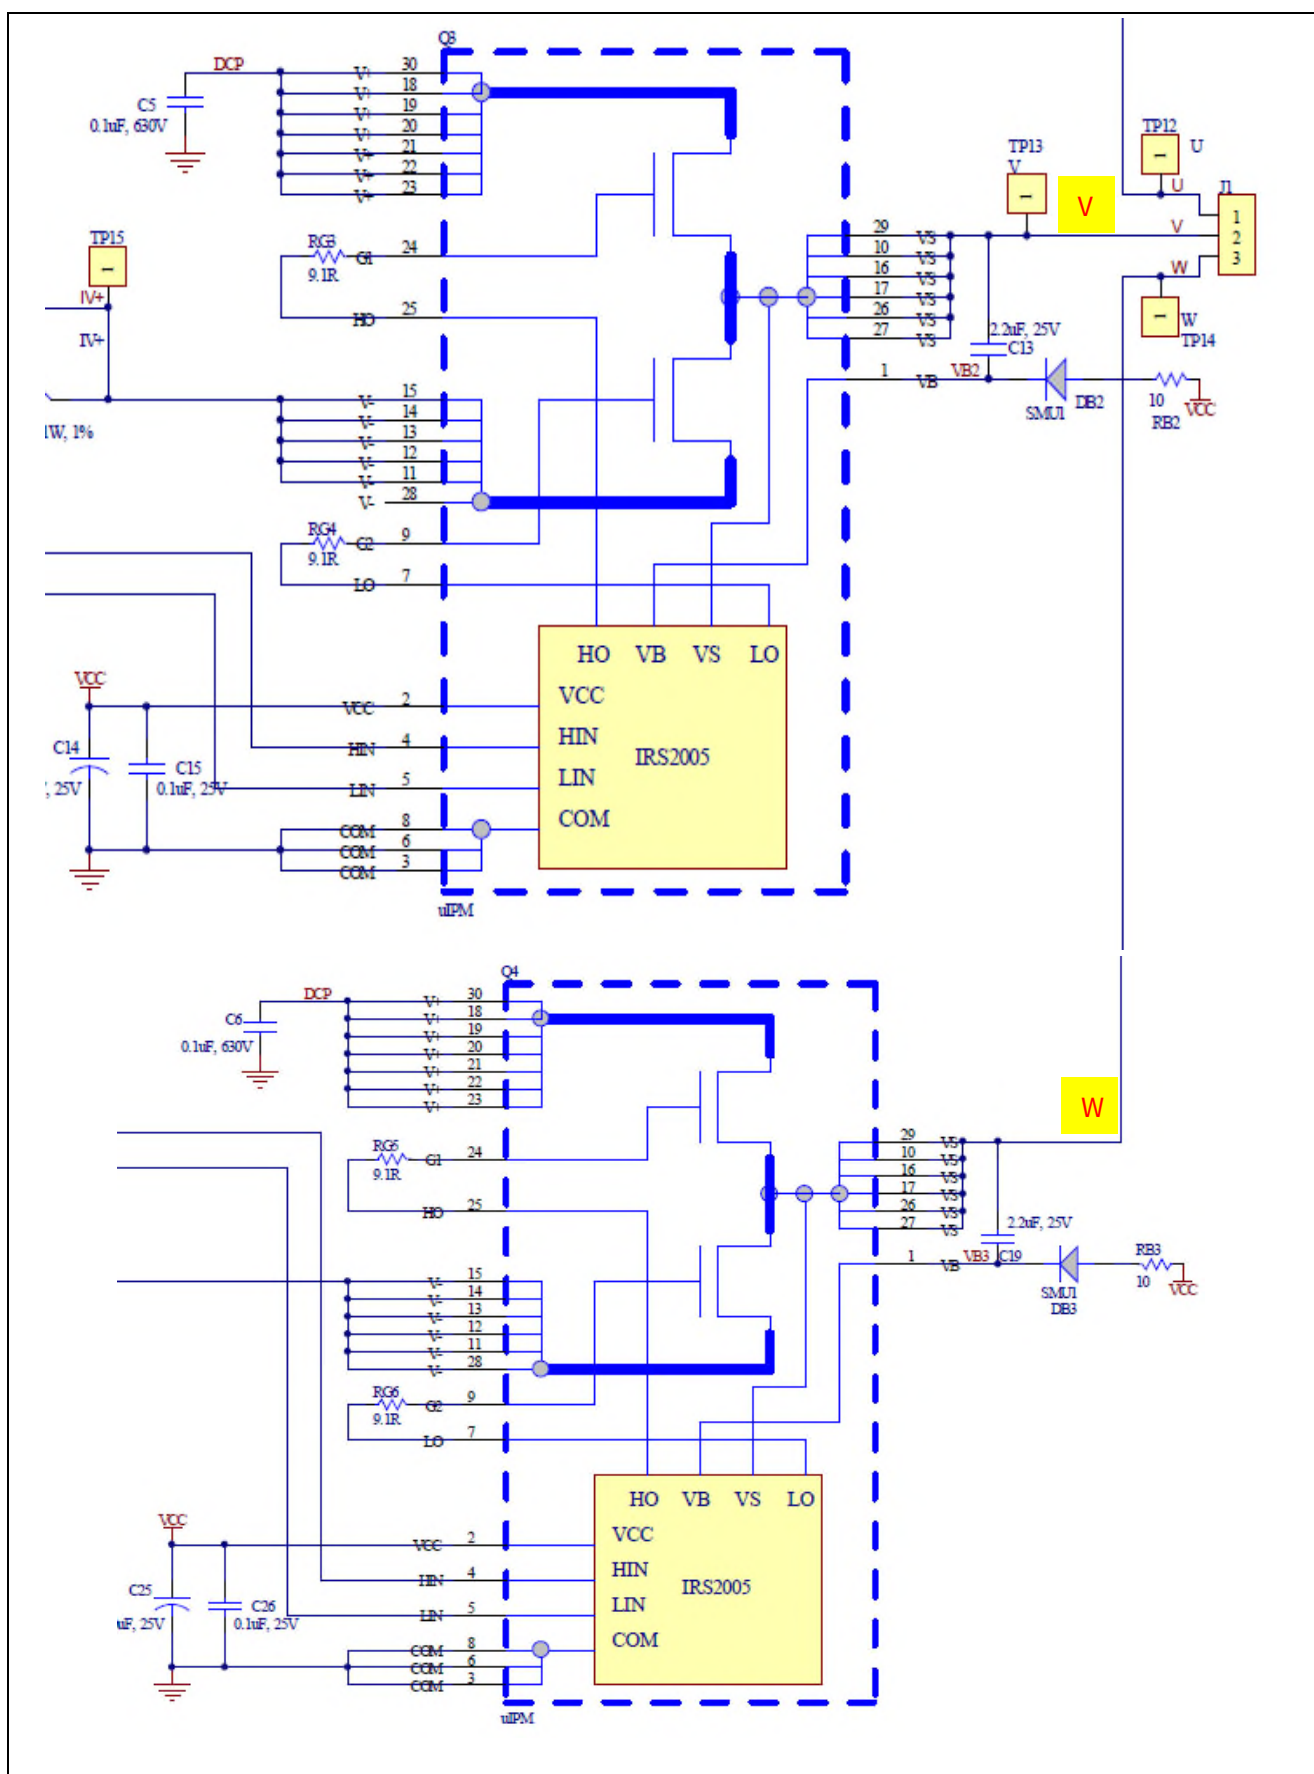 Q3
DCP
C5
0.1uF, 630V
V+ 30
V+ 18
V+ 19
V+ 20
V+ 21
V+ 22
V+ 23
TP15
1
IV+
IV+
1W, 1%
RG3
9.1R
G1 24
HO 25
V- 15
V- 14
V- 13
V- 12
V- 11
V- 28
RG4
9.1R
G2 9
LO 7
29 VS
10 VS
16 VS
17 VS
26 VS
27 VS
1 VB
VB2
2.2uF, 25V
C13
SMU1
DB2
10
RB2
VCC
TP13
V
1
V
TP12
1
U
U
V
W
J1
1
2
3
1
W
TP14
HO VB VS LO
VCC
HIN
LIN
COM
IRS2005
VCC
C14
, 25V
C15
0.1uF, 25V
VCC 2
HIN 4
LIN 5
COM 8
COM 6
COM 3
uIPM
Q4
DCP
C6
0.1uF, 630V
V+ 30
V+ 18
V+ 19
V+ 20
V+ 21
V+ 22
V+ 23
RG5
9.1R
G1 24
HO 25
V- 15
V- 14
V- 13
V- 12
V- 11
V- 28
RG6
9.1R
G2 9
LO 7
W
29 VS
10 VS
16 VS
17 VS
26 VS
27 VS
1 VB
VB3
2.2uF, 25V
C19
SMU1
DB3
RB3
10
VCC
HO VB VS LO
VCC
HIN
LIN
COM
IRS2005
VCC
C25
uF, 25V
C26
0.1uF, 25V
VCC 2
HIN 4
LIN 5
COM 8
COM 6
COM 3
uIPM